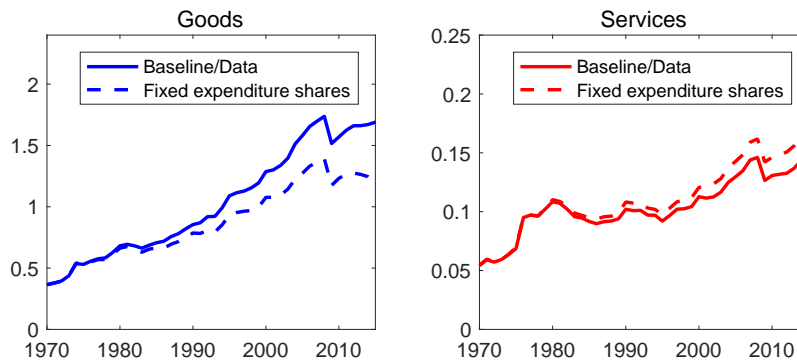 Goods
2
1.5
1
0.5
0
Baseline/Data
Fixed expenditure shares
1970 1980 1990 2000 2010
Services
0.25
0.2
0.15
0.1
0.05
0
Baseline/Data
Fixed expenditure shares
1970 1980 1990 2000 2010